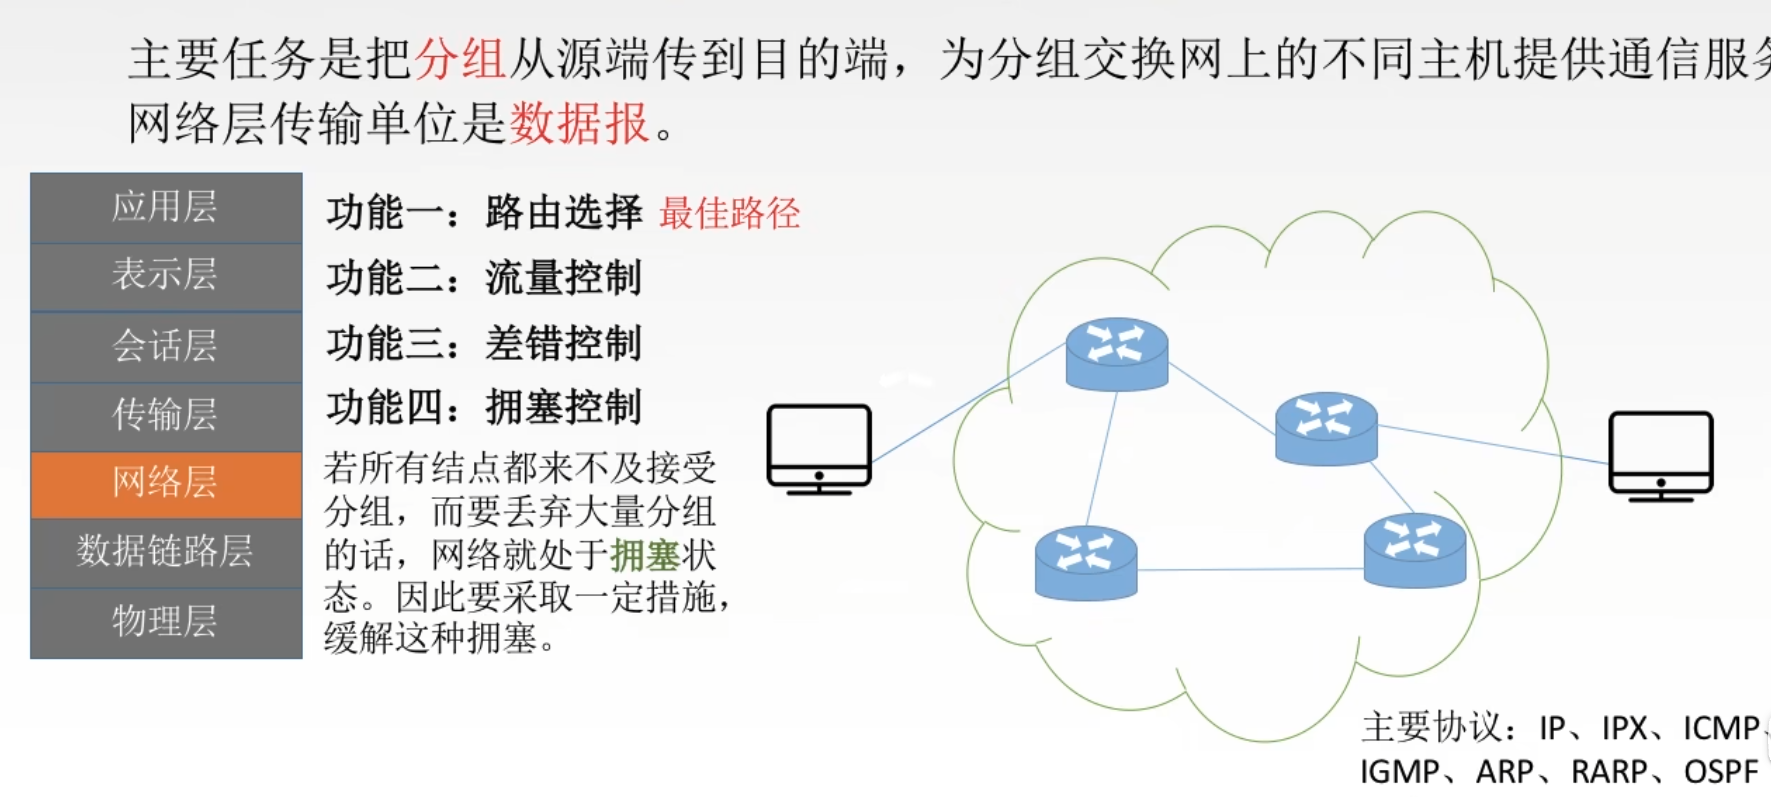 主要任务是把分组从源端传到目的端，为分组交换网上的不同主机提供通信服务
网络层传输单位是数据报。
应用层
表示层
会话层
传输层
网络层
数据链路层
物理层
功能一：路由选择 最佳路径
功能二：流量控制
功能三：差错控制
功能四：拥塞控制
若所有结点都来不及接受
分组，而要丢弃大量分组
的话，网络就处于拥塞状
态。因此要采取一定措施，
缓解这种拥塞。
主要协议：IP、IPX、ICMP、
IGMP、ARP、RARP、OSPF